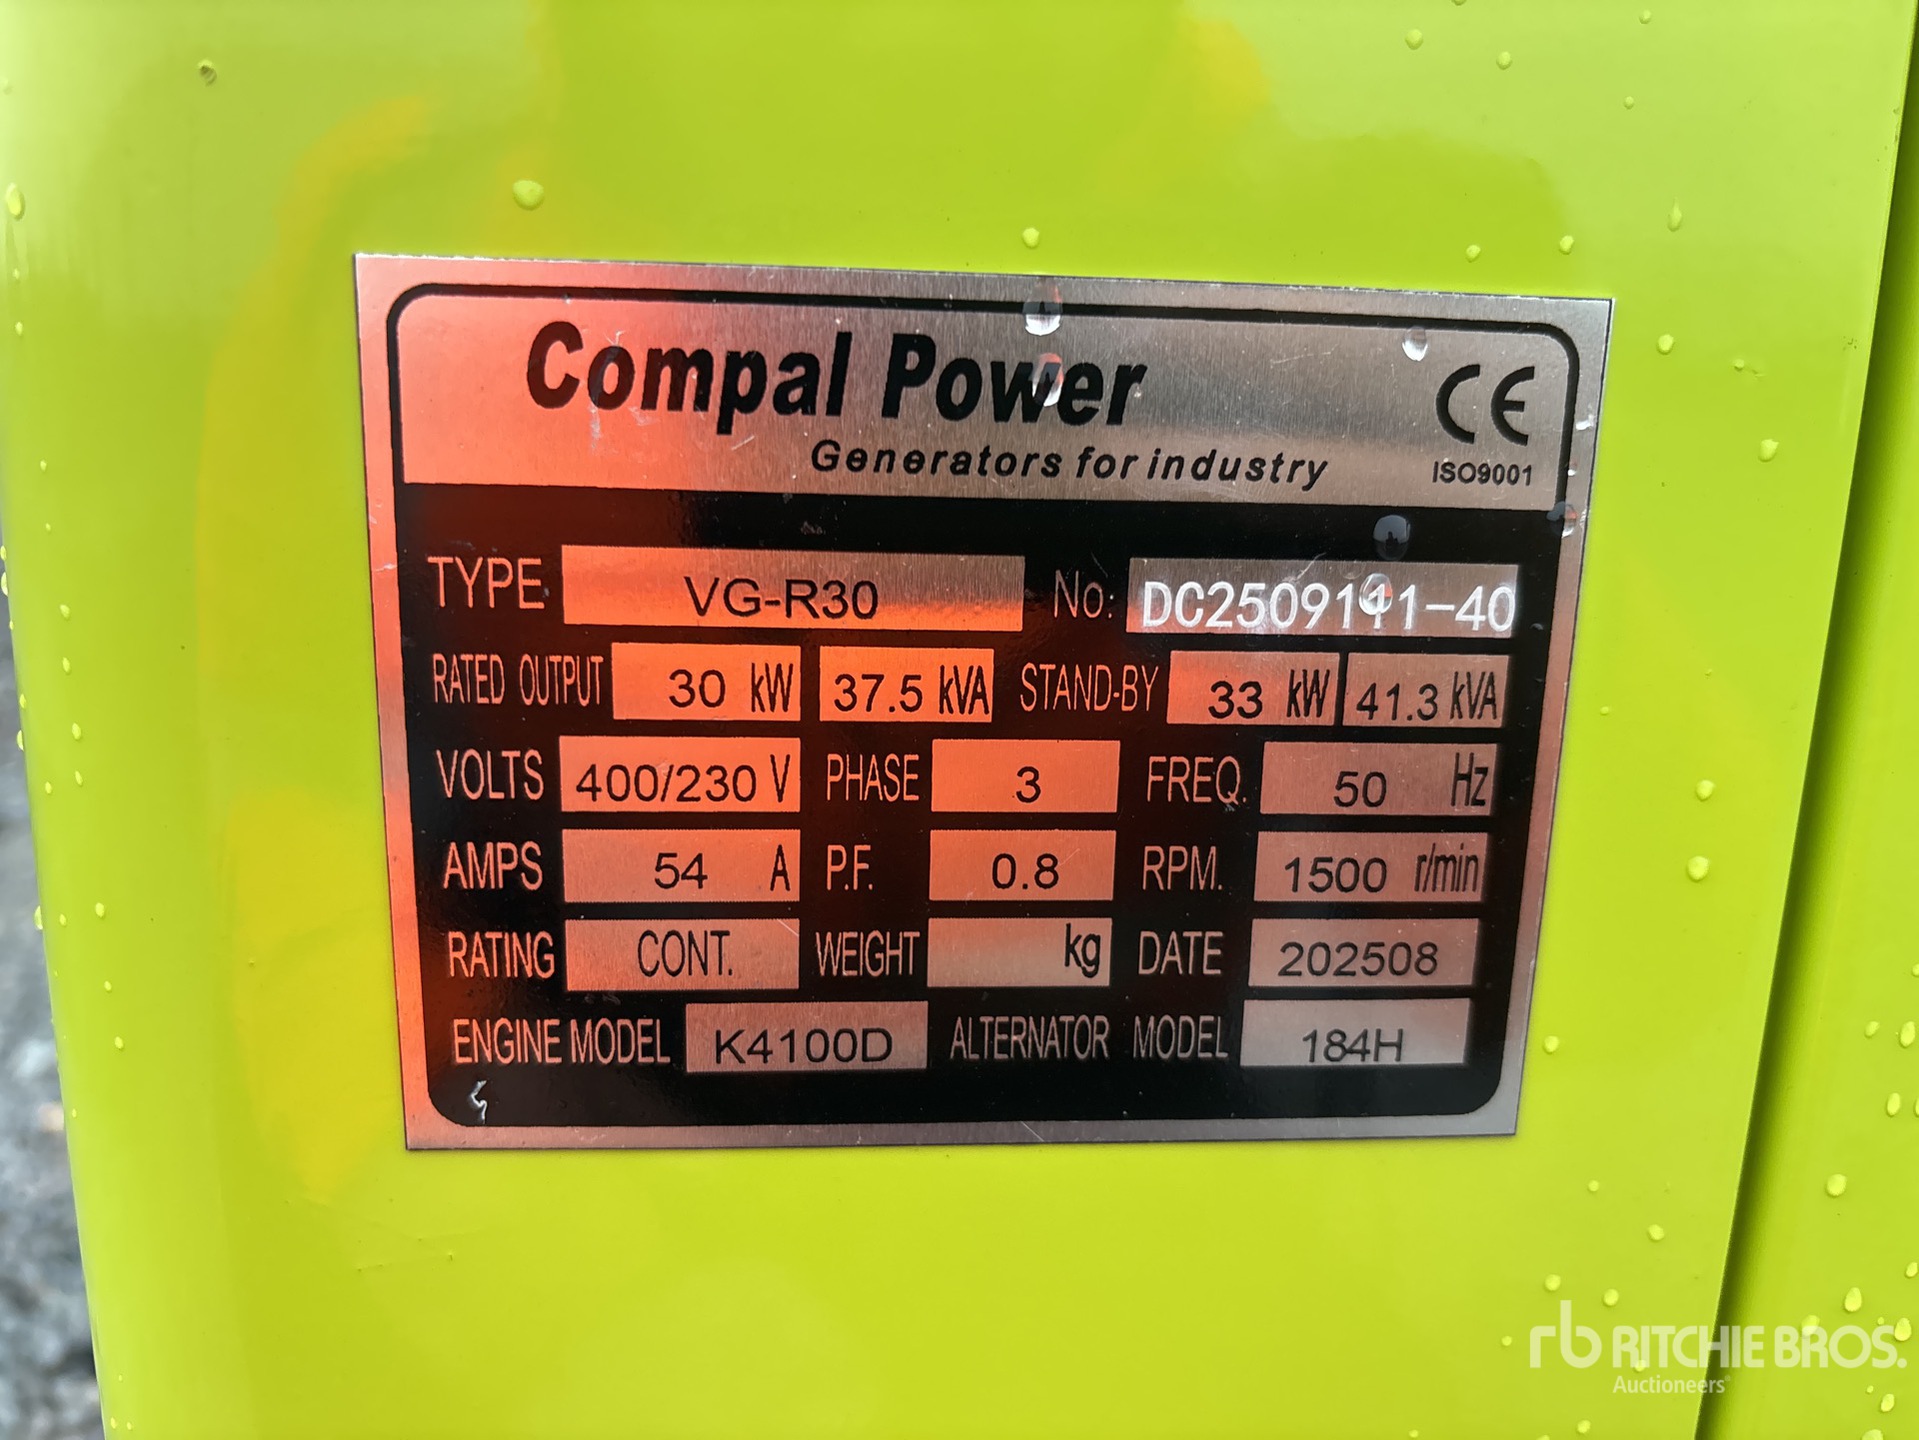 Compal Power
Generators for industry
CE
ISO9001
TYPE VG-R30 No: DC2509111-40
RATED OUTPUT 30 kW 37.5 kVA STAND-BY 33 kW 41.3 kVA
VOLTS 400/230 V PHASE 3 FREQ. 50 Hz
AMPS 54 A P.F. 0.8 RPM. 1500 r/min
RATING CONT. WEIGHT kg DATE 202508
ENGINE MODEL K4100D ALTERNATOR MODEL 184H
rb RITCHIE BROS.
Auctioneers